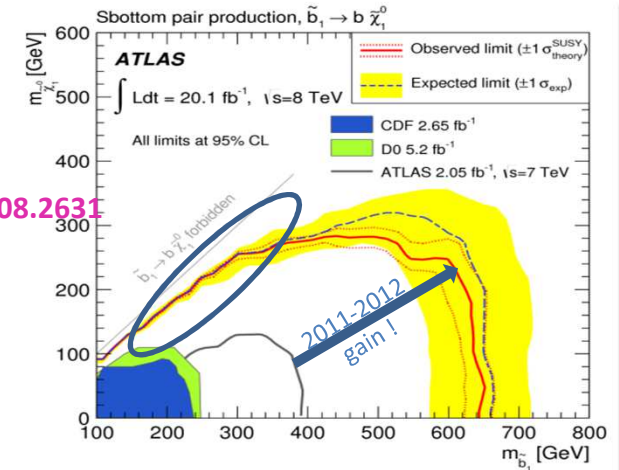 Sbottom pair production, b̃₁ → b χ̃₁⁰
m_χ̃₁⁰ [GeV]
600
500
400
300
200
100
0
ATLAS
∫ Ldt = 20.1 fb⁻¹, √s=8 TeV
All limits at 95% CL
Observed limit (±1 σ^SUSY_theory)
Expected limit (±1 σ_exp)
CDF 2.65 fb⁻¹
D0 5.2 fb⁻¹
ATLAS 2.05 fb⁻¹, √s=7 TeV
08.2631
b̃₁ → b χ̃₁⁰ forbidden
2011-2012
gain !
100 200 300 400 500 600 700 800
m_b̃₁ [GeV]